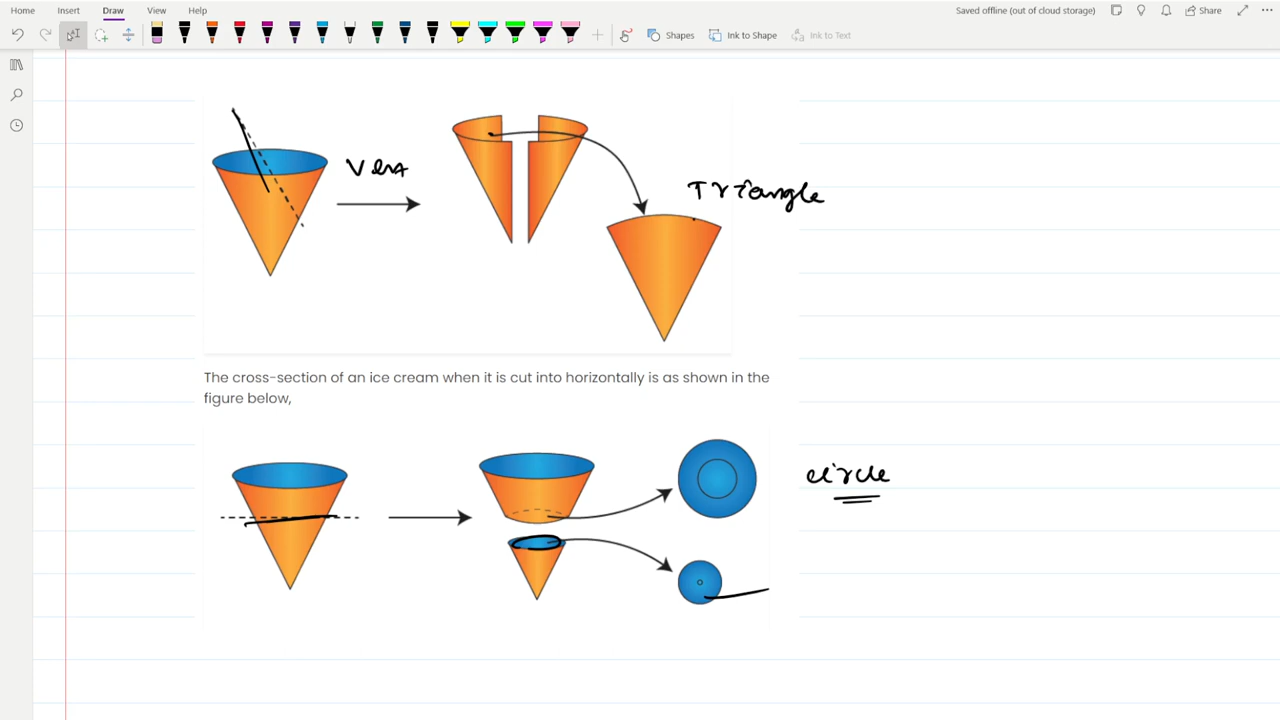 Home Insert Draw View Help
Saved offline (out of cloud storage) Share
Shapes Ink to Shape Ink to Text
Triangle
The cross-section of an ice cream when it is cut into horizontally is as shown in the
figure below,
circle